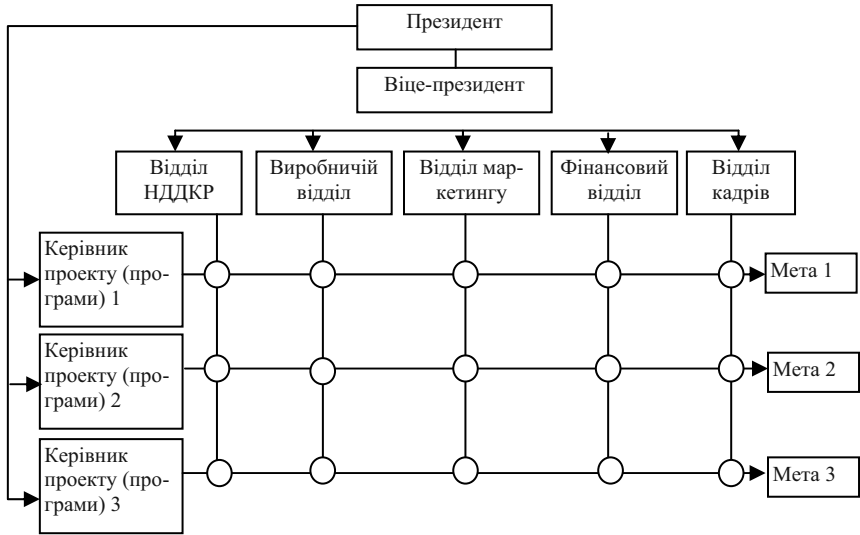 Президент
Віце-президент
Відділ
НДДКР
Виробничій
відділ
Відділ мар-
кетингу
Фінансовий
відділ
Відділ
кадрів
Керівник
проекту (про-
грами) 1
Мета 1
Керівник
проекту (про-
грами) 2
Мета 2
Керівник
проекту (про-
грами) 3
Мета 3